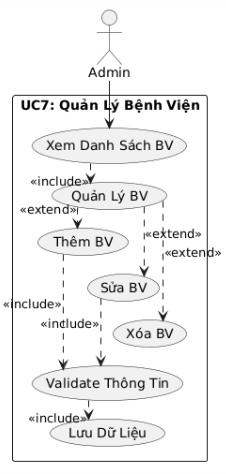 Admin
UC7: Quản Lý Bệnh Viện
Xem Danh Sách BV
«include»
Quản Lý BV
«extend»
«extend»
«extend»
Thêm BV
Sửa BV
«include»
«include»
Xóa BV
Validate Thông Tin
«include»
Lưu Dữ Liệu